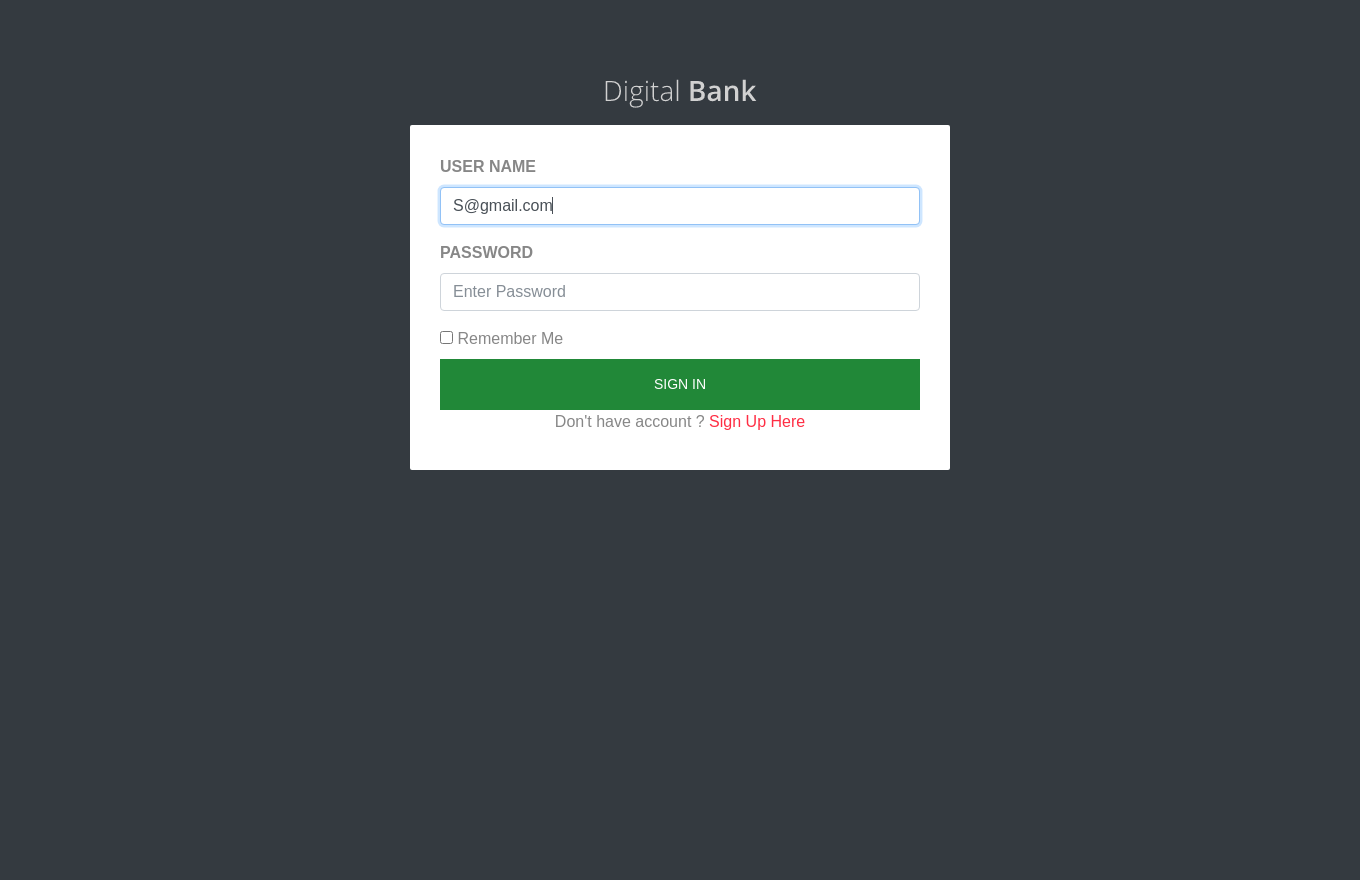 Digital Bank
USER NAME
S@gmail.com
PASSWORD
Enter Password
Remember Me
SIGN IN
Don't have account ? Sign Up Here